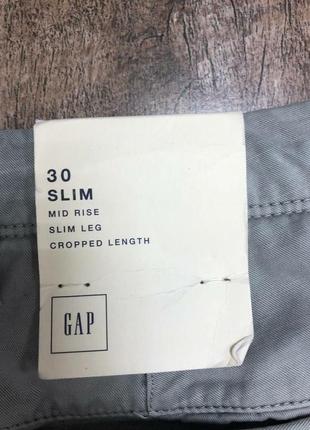 30
SLIM
MID RISE
SLIM LEG
CROPPED LENGTH
GAP